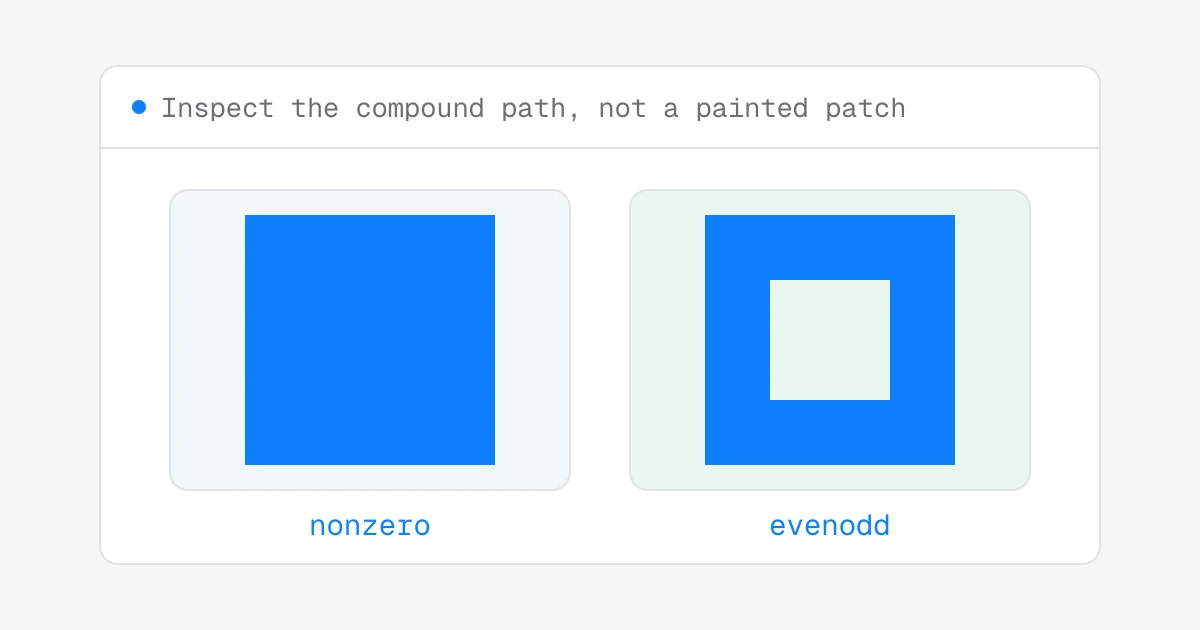 Inspect the compound path, not a painted patch
nonzero
evenodd